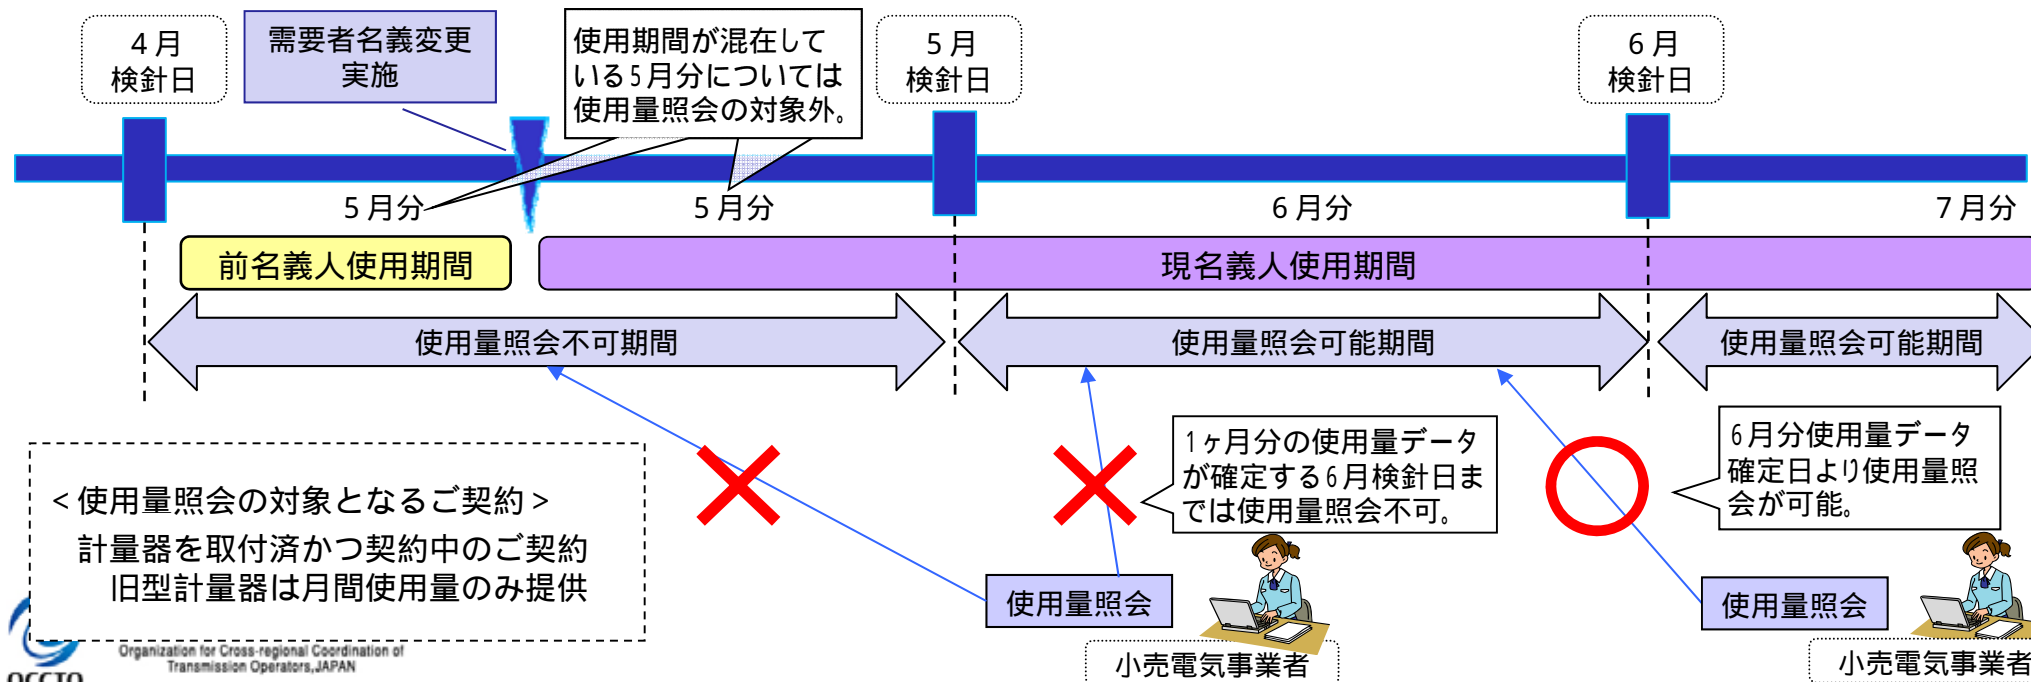 4月
検針日
需要者名義変更
実施
使用期間が混在して
いる5月分については
使用量照会の対象外。
5月
検針日
6月
検針日
5月分
5月分
6月分
7月分
前名義人使用期間
現名義人使用期間
使用量照会不可期間
使用量照会可能期間
使用量照会可能期間
1ヶ月分の使用量データ
が確定する6月検針日ま
では使用量照会不可。
6月分使用量データ
確定日より使用量照
会が可能。
<使用量照会の対象となるご契約>
計量器を取付済かつ契約中のご契約
旧型計量器は月間使用量のみ提供
使用量照会
使用量照会
小売電気事業者
小売電気事業者
Organization for Cross-regional Coordination of
Transmission Operators,JAPAN
OCCTO